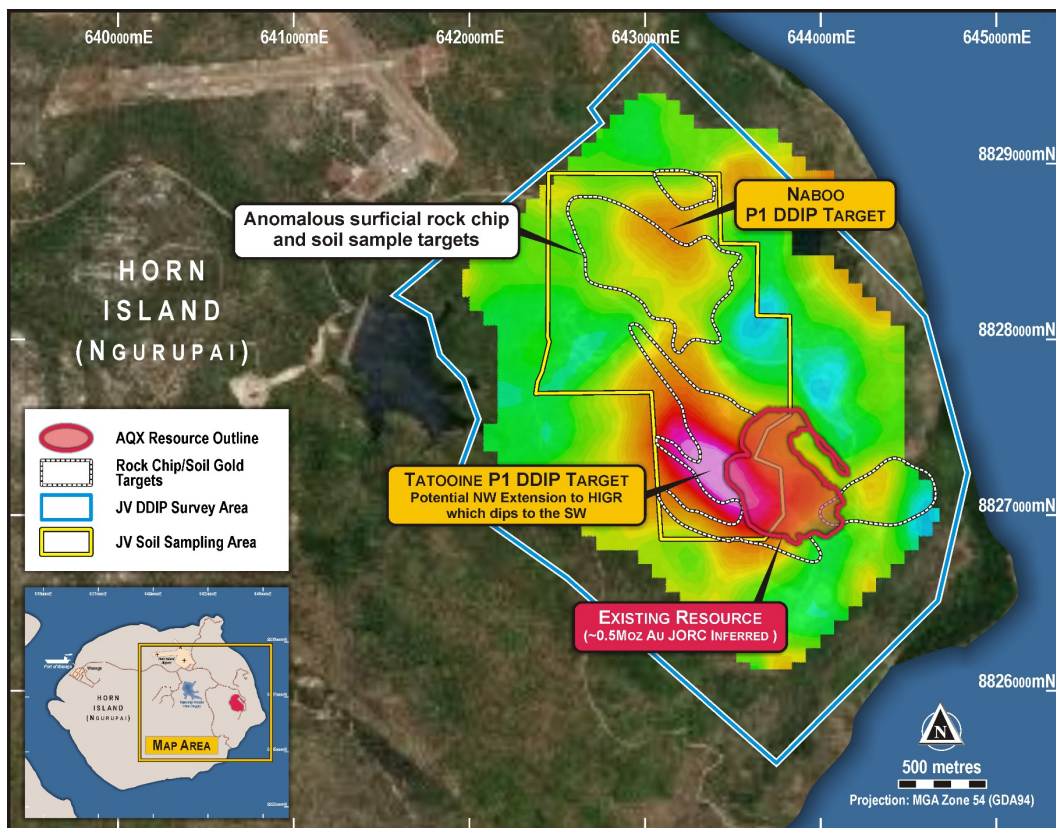 640000mE
641000mE
642000mE
643000mE
644000mE
645000mE
8829000mN
8828000mN
8827000mN
8826000mN
NABOO
P1 DDIP TARGET
Anomalous surficial rock chip
and soil sample targets
HORN
ISLAND
(NGURUPAI)
TATOOINE P1 DDIP TARGET
Potential NW Extension to HIGR
which dips to the SW
EXISTING RESOURCE
(~0.5MOZ AU JORC INFERRED )
AQX Resource Outline
Rock Chip/Soil Gold
Targets
JV DDIP Survey Area
JV Soil Sampling Area
HORN
ISLAND
(NGURUPAI)
MAP AREA
N
500 metres
Projection: MGA Zone 54 (GDA94)